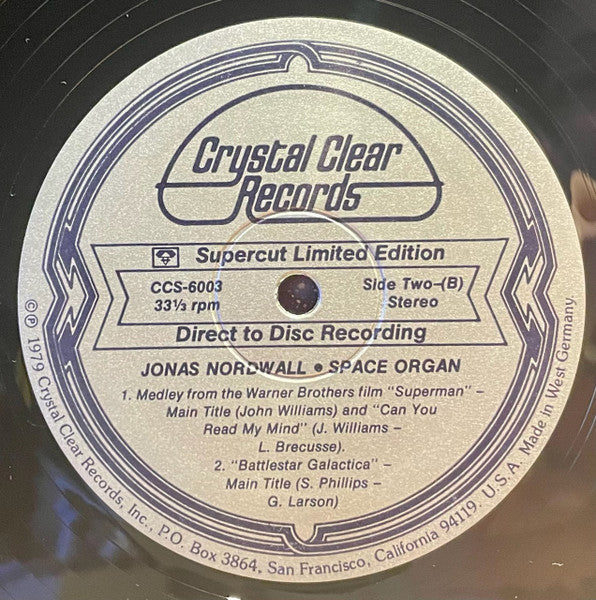 Crystal Clear
Records
Supercut Limited Edition
CCS-6003
33⅓ rpm
Side Two-(B)
Stereo
Direct to Disc Recording
JONAS NORDWALL • SPACE ORGAN
1. Medley from the Warner Brothers film "Superman" –
Main Title (John Williams) and "Can You
Read My Mind" (J. Williams –
L. Brecusse).
2. "Battlestar Galactica" –
Main Title (S. Phillips –
G. Larson)
©℗ 1979 Crystal Clear Records, Inc., P.O. Box 3864, San Francisco, California 94119. U.S.A. Made in West Germany